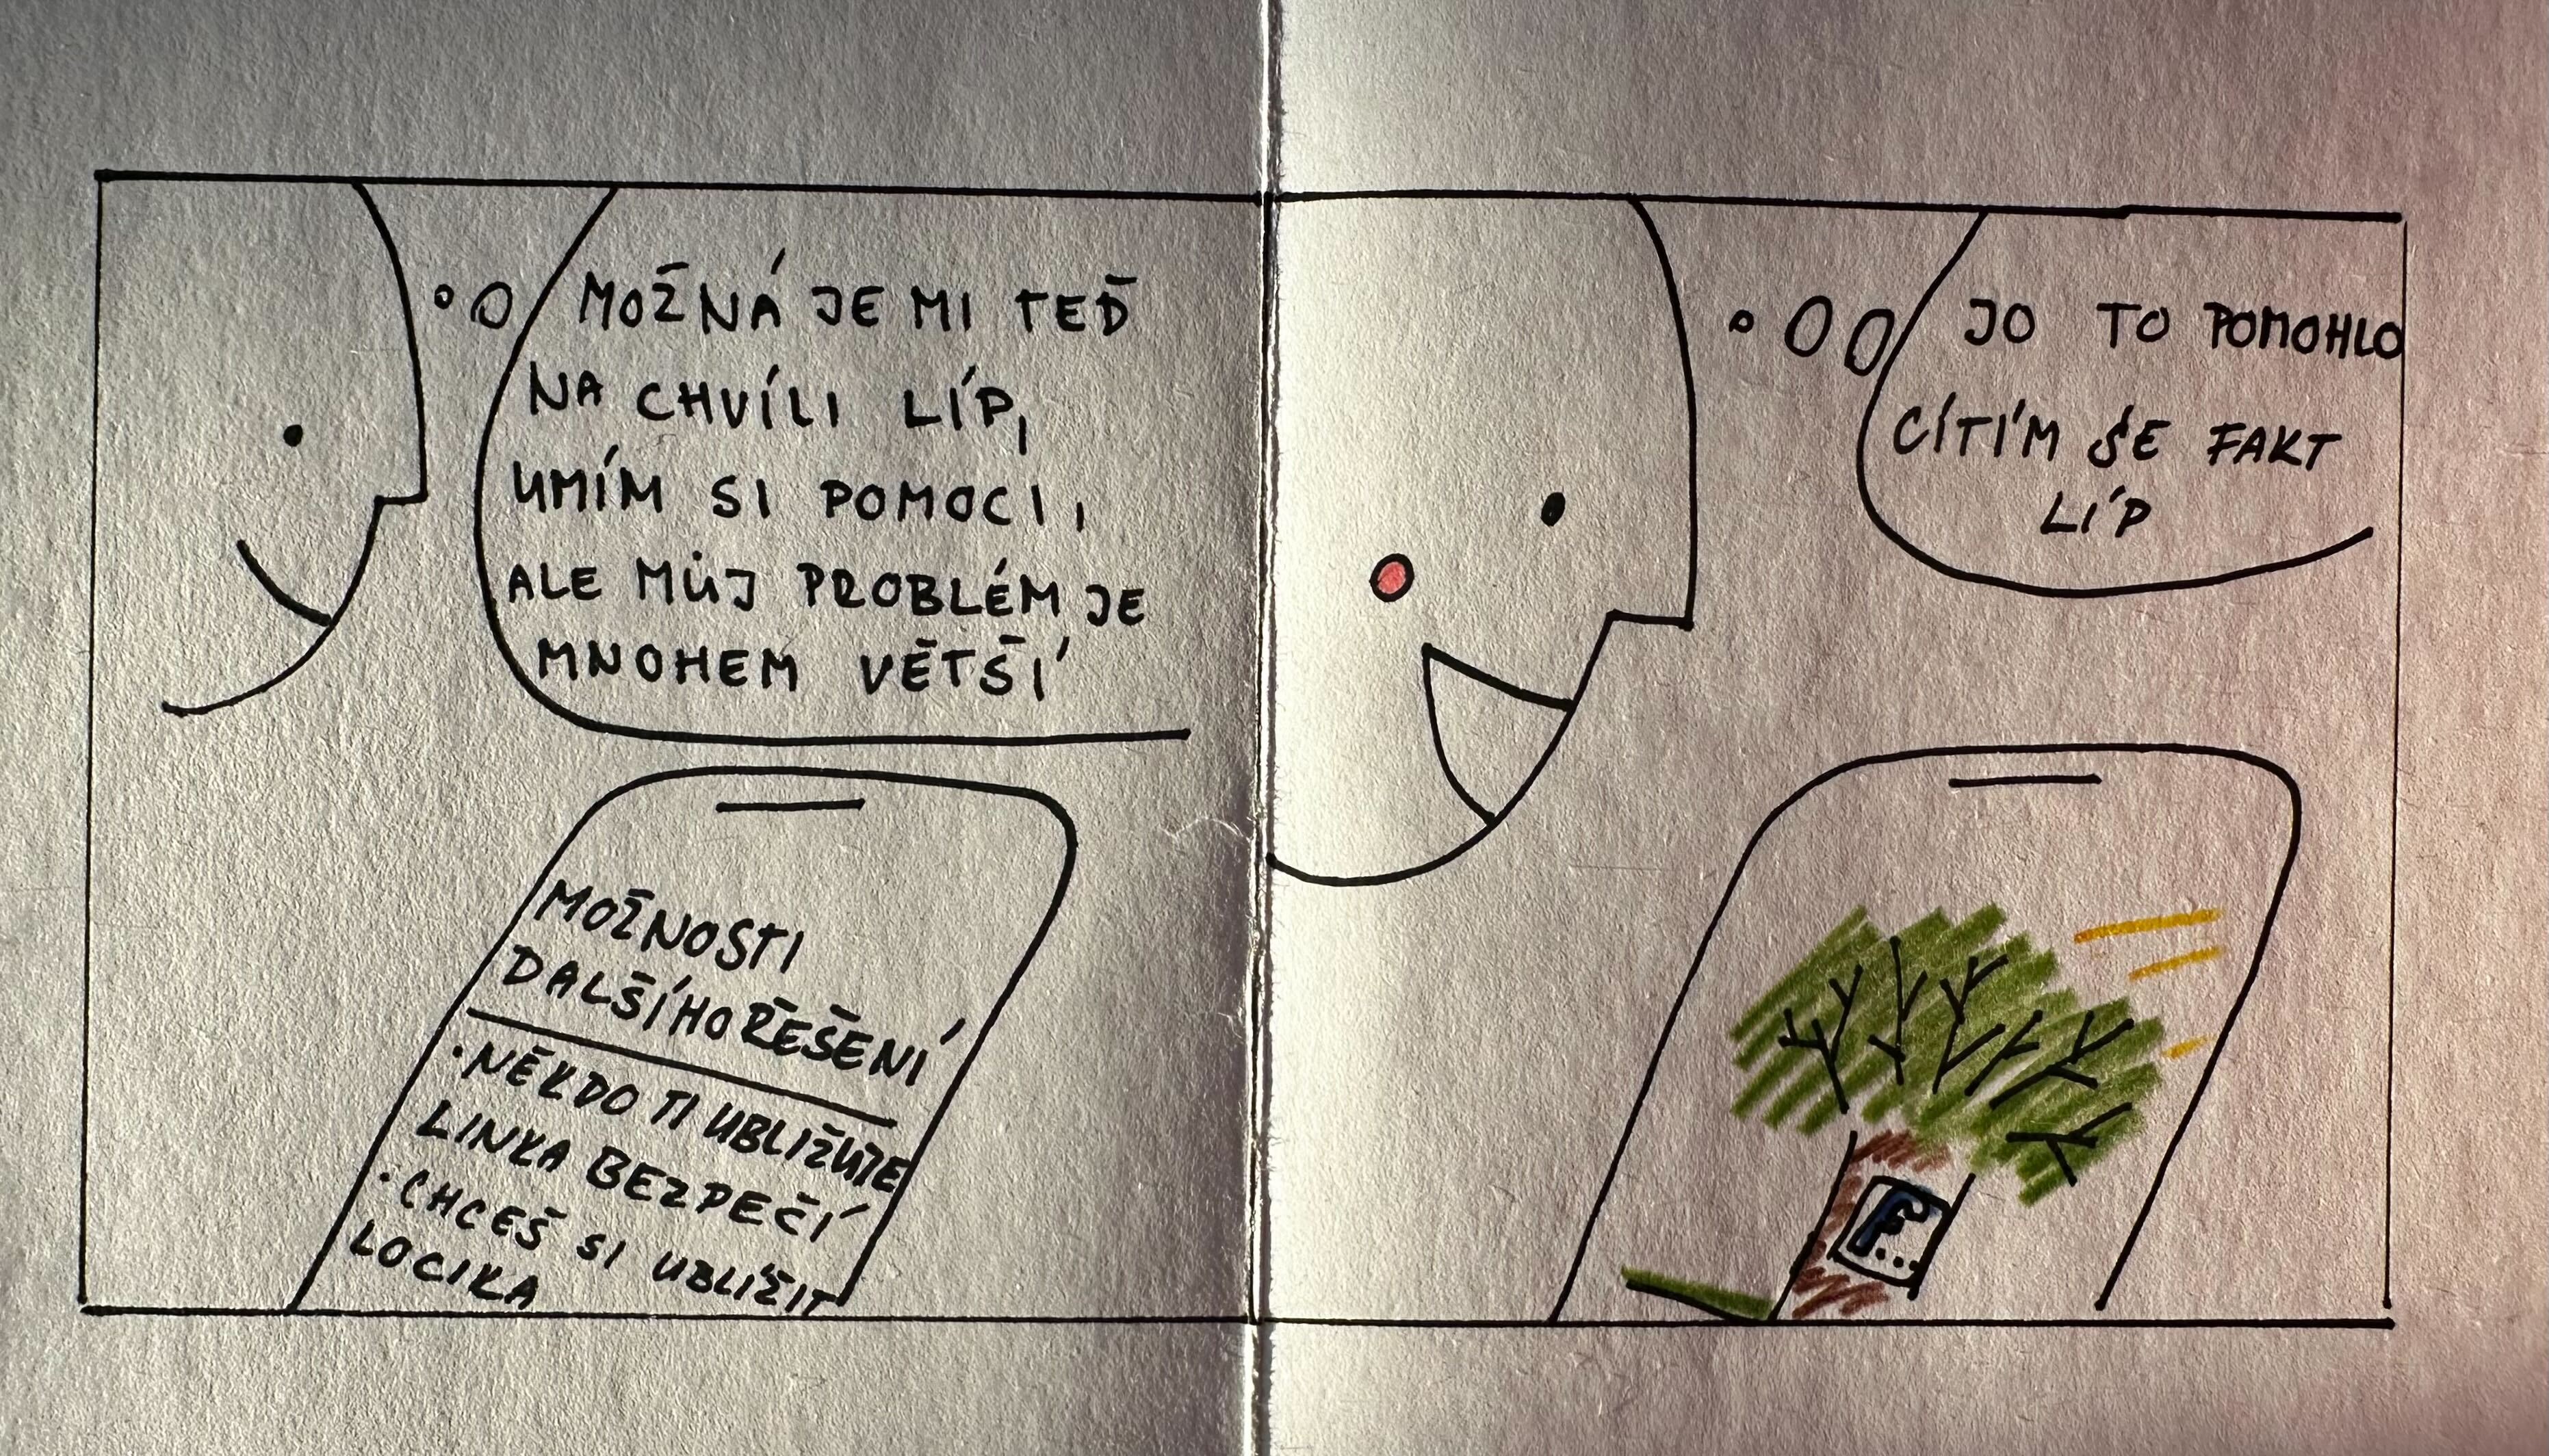 MOŽNÁ JE MI TEĎ
NA CHVÍLI LÍP,
UMÍM SI POMOCI,
ALE MŮJ PROBLÉM JE
MNOHEM VĚTŠÍ
MOŽNOSTI
DALŠÍHO ŘEŠENÍ
·NĚKDO TI UBLIŽUJE
LINKA BEZPEČÍ
·CHCEŠ SI UBLÍŽIT
LOCIKA
JO TO POMOHLO
CÍTÍM SE FAKT
LÍP